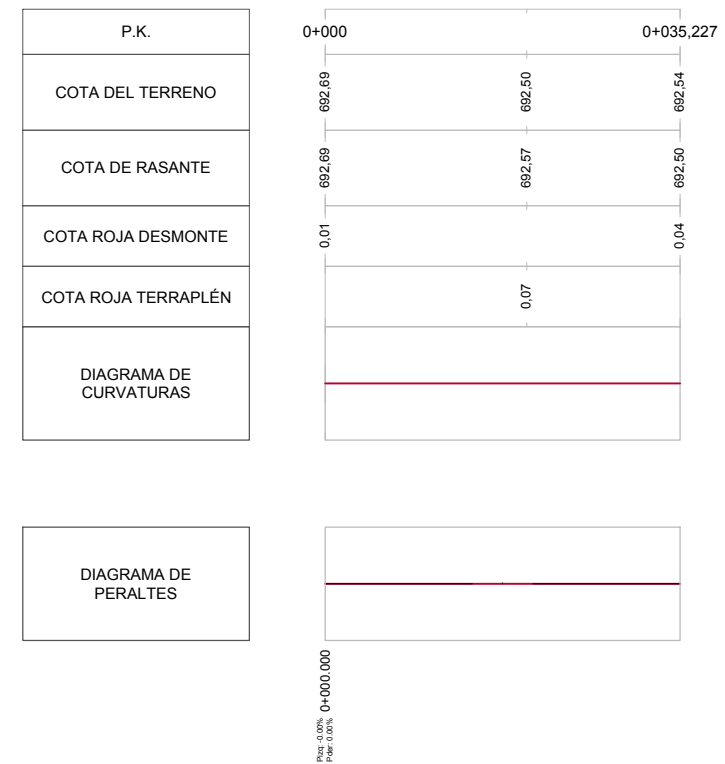 P.K.
0+000
0+035,227
COTA DEL TERRENO
692,69
692,50
692,54
COTA DE RASANTE
692,69
692,57
692,50
COTA ROJA DESMONTE
0,01
0,04
COTA ROJA TERRAPLÉN
0,07
DIAGRAMA DE
CURVATURAS
DIAGRAMA DE
PERALTES
0+000.000
Pizq: -0.00%
Pder: 0.00%